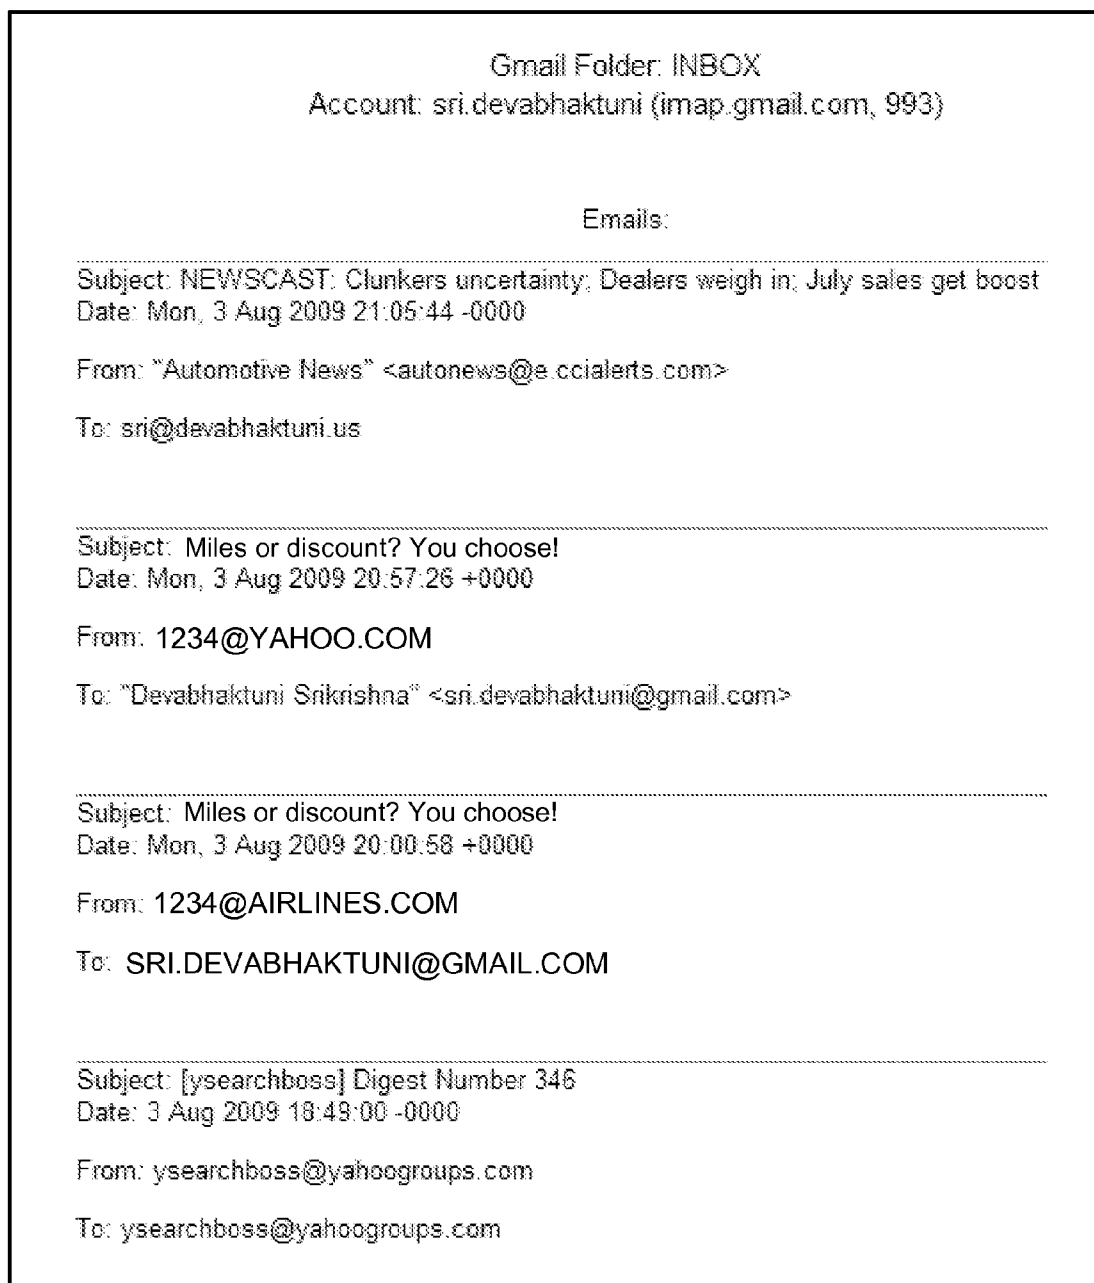 Gmail Folder: INBOX
Account: sri.devabhaktuni (imap.gmail.com, 993)
Emails:
Subject: NEWSCAST: Clunkers uncertainty; Dealers weigh in; July sales get boost
Date: Mon, 3 Aug 2009 21:05:44 -0000
From: "Automotive News" <autonews@e.ccialerts.com>
To: sri@devabhaktuni.us
Subject: Miles or discount? You choose!
Date: Mon, 3 Aug 2009 20:57:26 +0000
From: 1234@YAHOO.COM
To: "Devabhaktuni Srikrishna" <sri.devabhaktuni@gmail.com>
Subject: Miles or discount? You choose!
Date: Mon, 3 Aug 2009 20:00:58 +0000
From: 1234@AIRLINES.COM
To: SRI.DEVABHAKTUNI@GMAIL.COM
Subject: [ysearchboss] Digest Number 346
Date: 3 Aug 2009 18:49:00 -0000
From: ysearchboss@yahoogroups.com
To: ysearchboss@yahoogroups.com